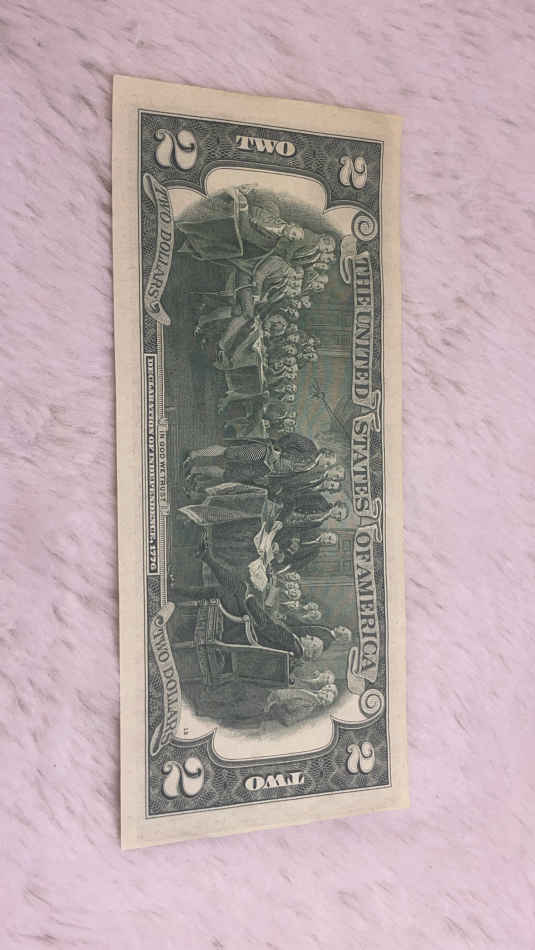 2 TWO 2
THE UNITED STATES OF AMERICA
TWO DOLLARS
IN GOD WE TRUST
DECLARATION OF INDEPENDENCE, 1776
TWO DOLLARS
2 TWO 2